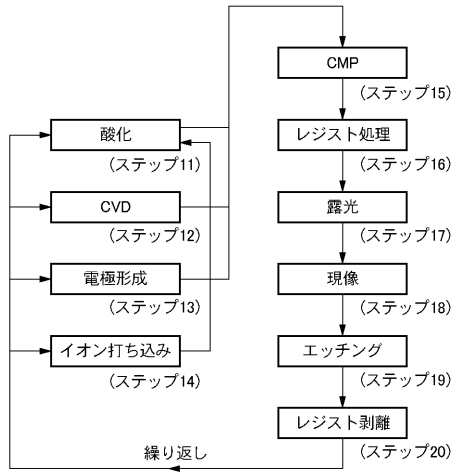 酸化
(ステップ11)
CVD
(ステップ12)
電極形成
(ステップ13)
イオン打ち込み
(ステップ14)
CMP
(ステップ15)
レジスト処理
(ステップ16)
露光
(ステップ17)
現像
(ステップ18)
エッチング
(ステップ19)
レジスト剥離
(ステップ20)
繰り返し